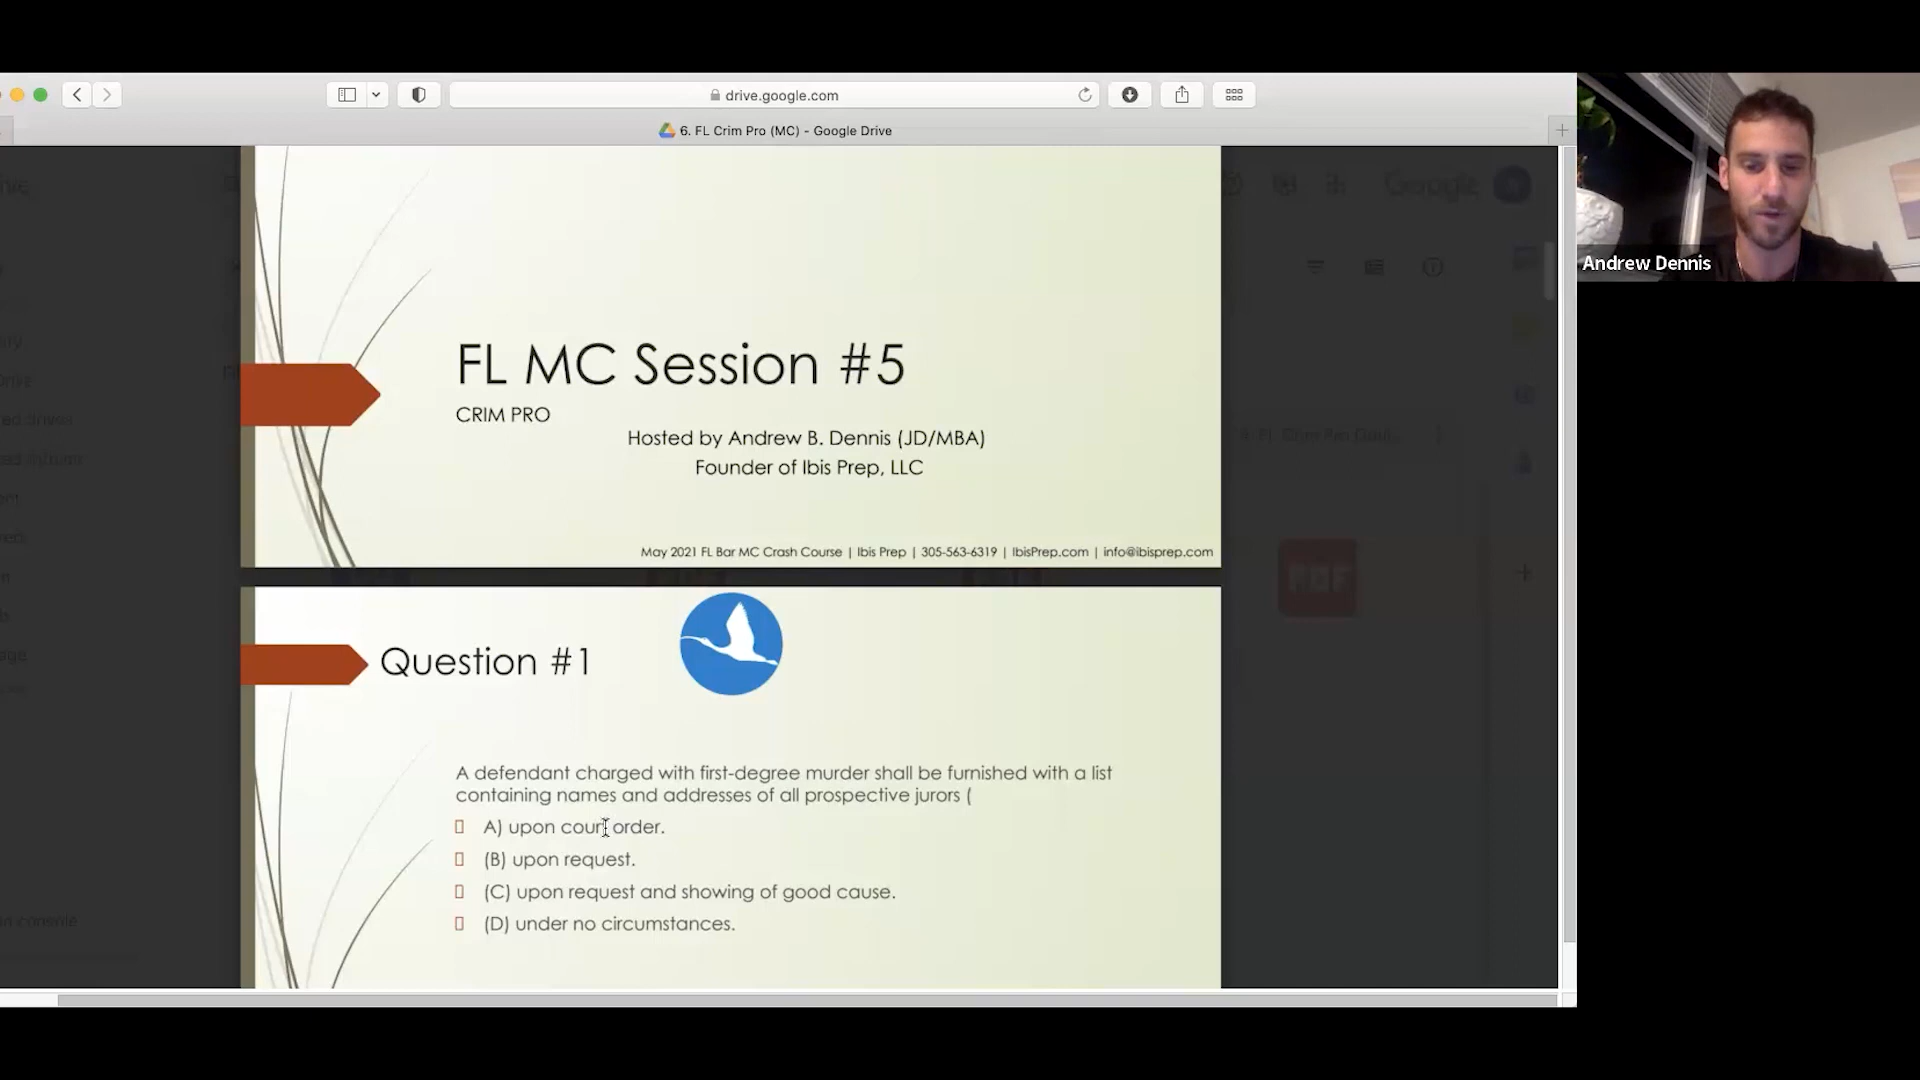 drive.google.com
6. FL Crim Pro (MC) - Google Drive
Google
Andrew Dennis
FL MC Session #5
CRIM PRO
Hosted by Andrew B. Dennis (JD/MBA)
Founder of Ibis Prep, LLC
May 2021 FL Bar MC Crash Course | Ibis Prep | 305-563-6319 | IbisPrep.com | info@ibisprep.com
PDF
Question #1
A defendant charged with first-degree murder shall be furnished with a list
containing names and addresses of all prospective jurors (
A) upon court order.
(B) upon request.
(C) upon request and showing of good cause.
(D) under no circumstances.